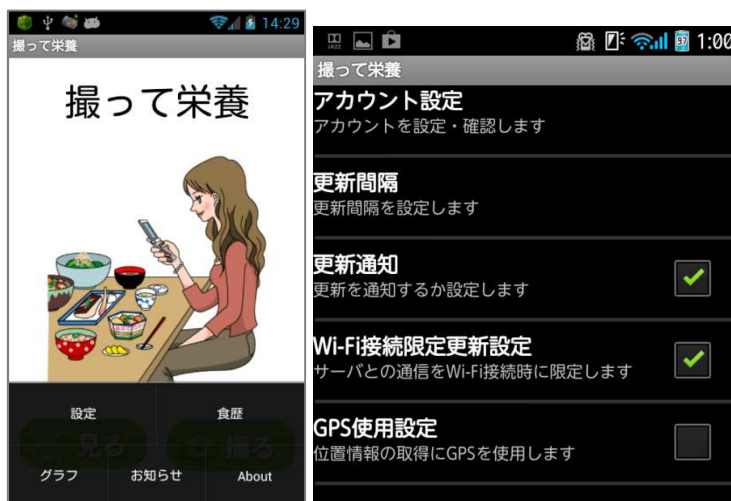 14:29
撮って栄養
撮って栄養
設定
食歴
見る
撮る
グラフ
お知らせ
About
JAZZ
97
1:00
撮って栄養
アカウント設定
アカウントを設定・確認します
更新間隔
更新間隔を設定します
更新通知
更新を通知するか設定します
Wi-Fi接続限定更新設定
サーバとの通信をWi-Fi接続時に限定します
GPS使用設定
位置情報の取得にGPSを使用します